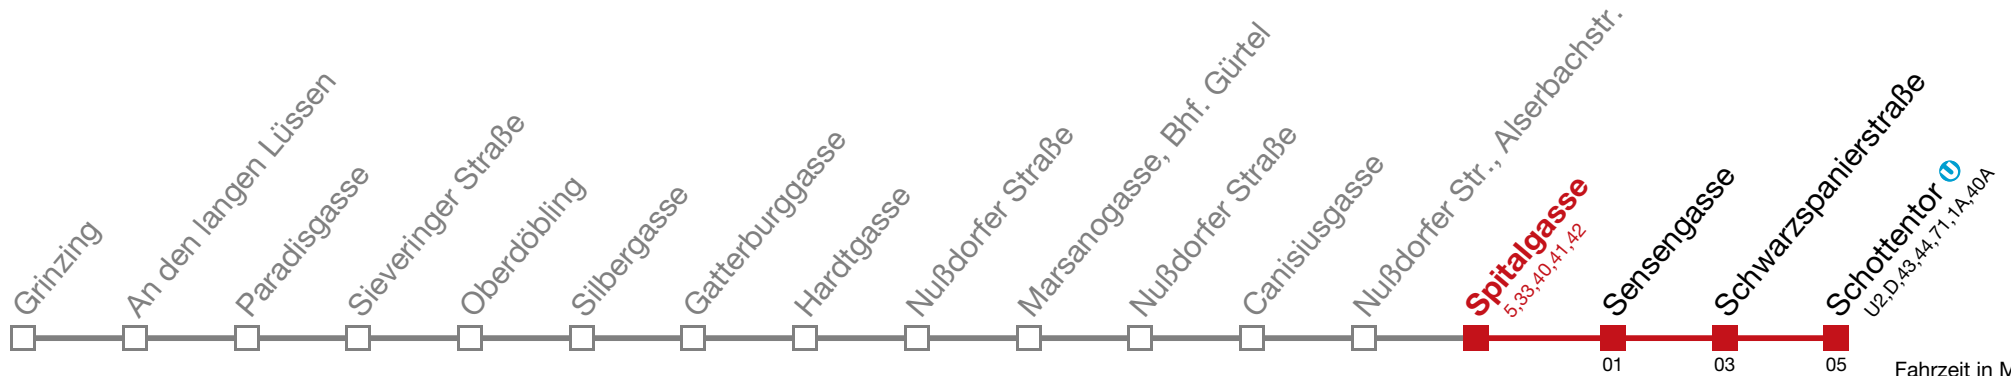 Grinzing
An den langen Lüssen
Paradisgasse
Sieveringer Straße
Oberdöbling
Silbergasse
Gatterburggasse
Hardtgasse
Nußdorfer Straße
Marsanogasse, Bhf. Gürtel
Nußdorfer Straße
Canisiusgasse
Nußdorfer Str., Alserbachstr.
Spitalgasse
5,33,40,41,42
Sensengasse
Schwarzspanierstraße
Schottentor U
U2,D,43,44,71,1A,40A
01
03
05
Fahrzeit in M